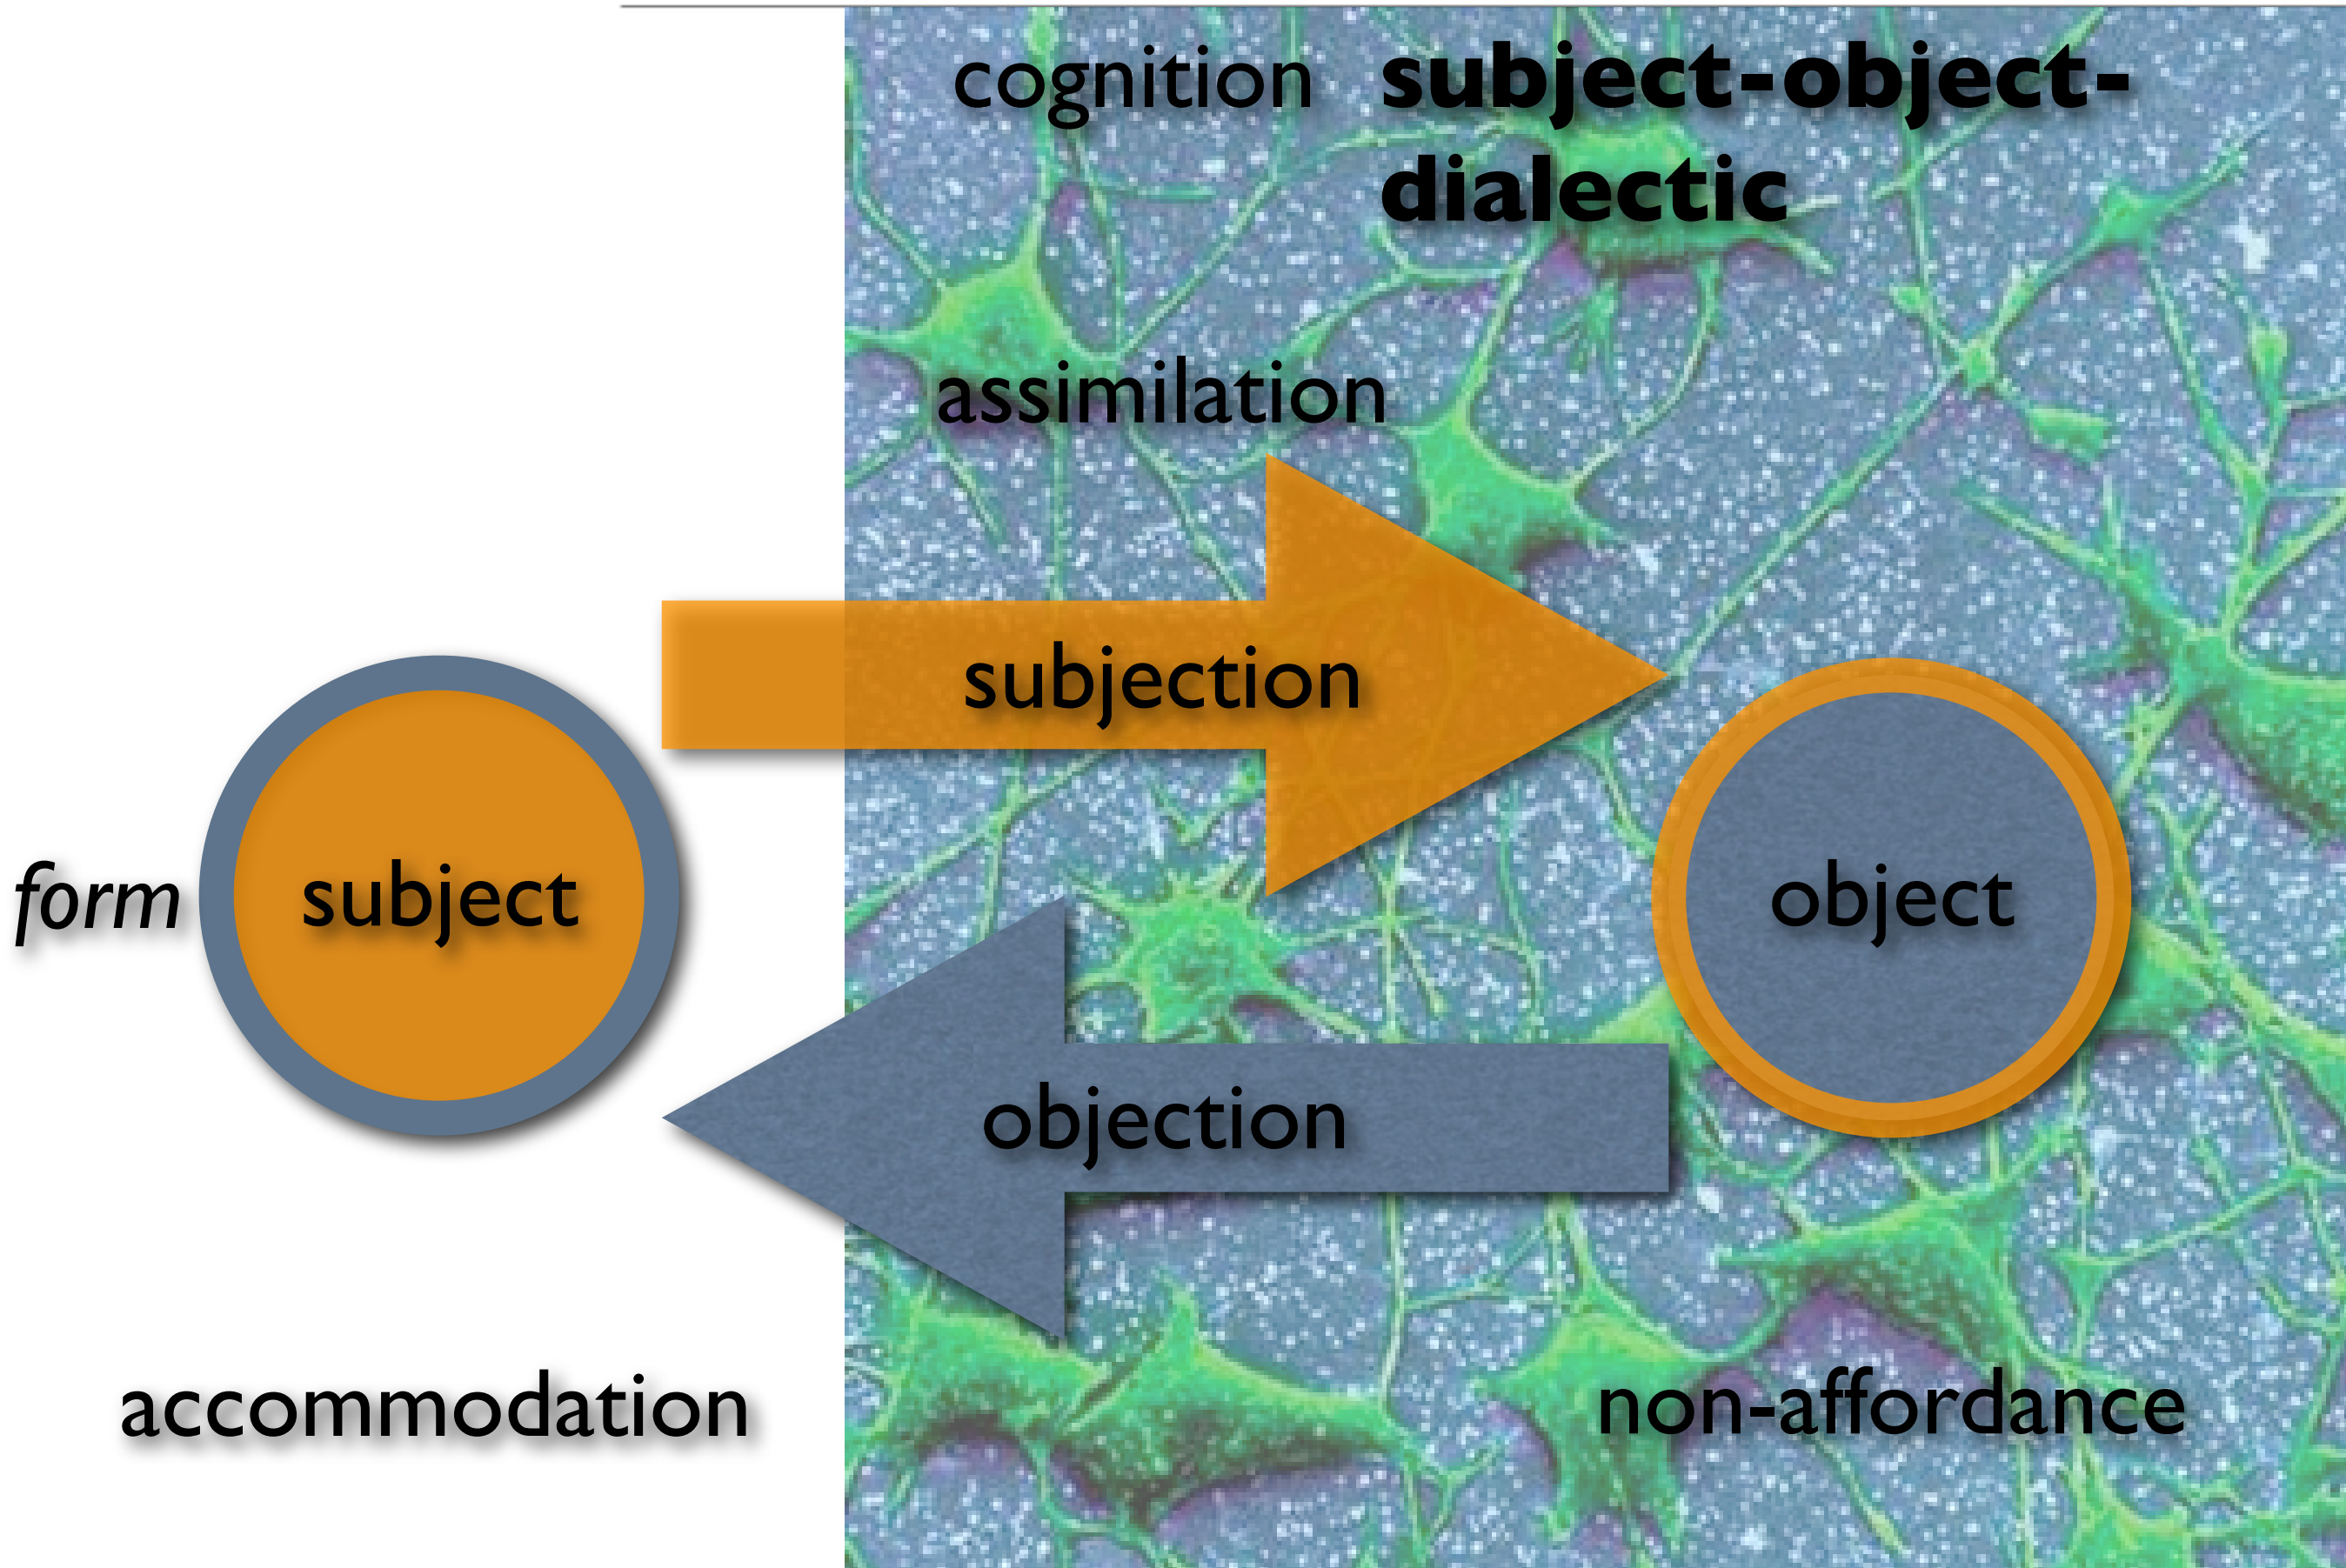 cognition
subject-object-
dialectic
assimilation
subjection
form
subject
object
objection
accommodation
non-affordance